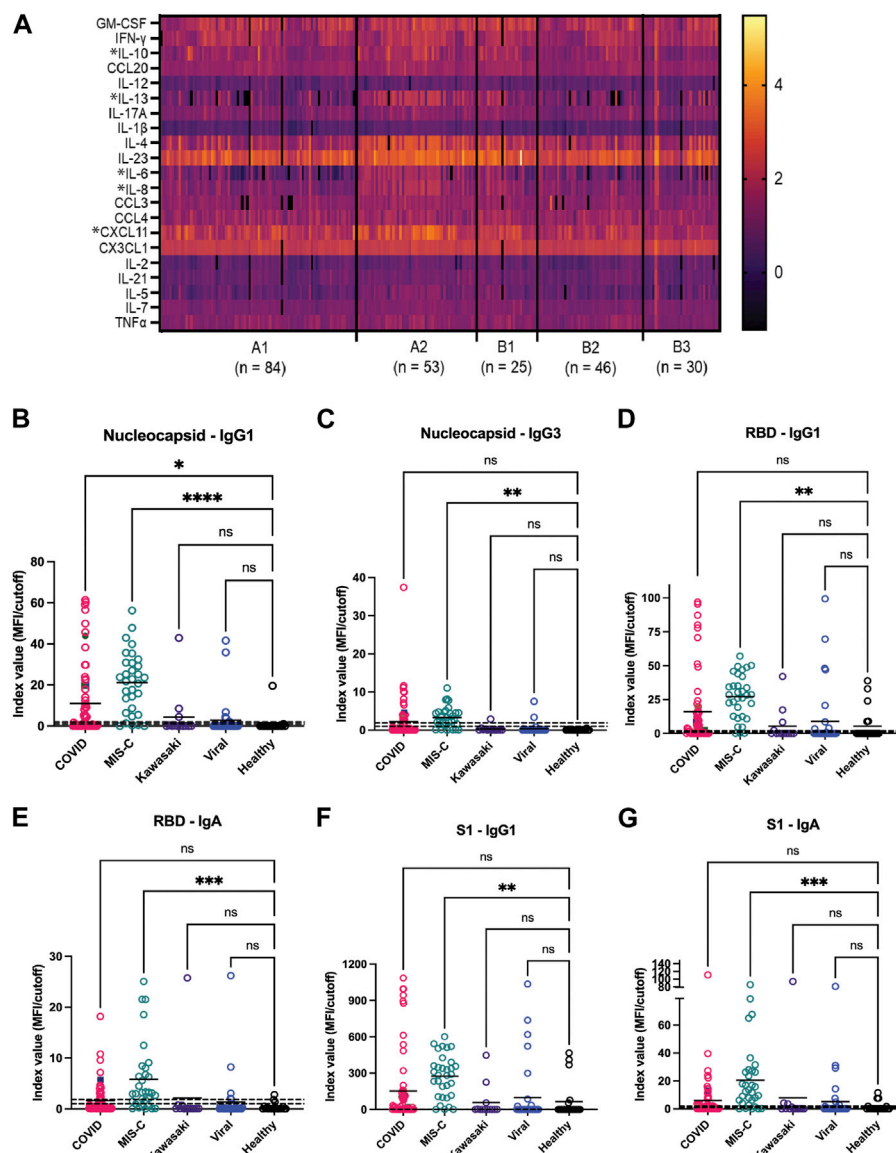 A
GM-CSF
IFN-γ
*IL-10
CCL20
IL-12
*IL-13
IL-17A
IL-1β
IL-4
IL-23
*IL-6
*IL-8
CCL3
CCL4
*CXCL11
CX3CL1
IL-2
IL-21
IL-5
IL-7
TNFα
4
2
0
A1 A2 B1 B2 B3
(n = 84) (n = 53) (n = 25) (n = 46) (n = 30)
B
Nucleocapsid - IgG1
*
****
ns
ns
Index value (MFI/cutoff)
80
60
40
20
0
COVID MIS-C Kawasaki Viral Healthy
C
Nucleocapsid - IgG3
ns
**
ns
ns
Index value (MFI/cutoff)
40
30
20
10
0
COVID MIS-C Kawasaki Viral Healthy
D
RBD - IgG1
ns
**
ns
ns
Index value (MFI/cutoff)
100
75
50
25
0
COVID MIS-C Kawasaki Viral Healthy
E
RBD - IgA
ns
***
ns
ns
Index value (MFI/cutoff)
30
20
10
0
COVID MIS-C Kawasaki Viral Healthy
F
S1 - IgG1
ns
**
ns
ns
Index value (MFI/cutoff)
1200
900
600
300
0
COVID MIS-C Kawasaki Viral Healthy
G
S1 - IgA
ns
***
ns
ns
Index value (MFI/cutoff)
140
120
100
80
60
40
20
0
COVID MIS-C Kawasaki Viral Healthy